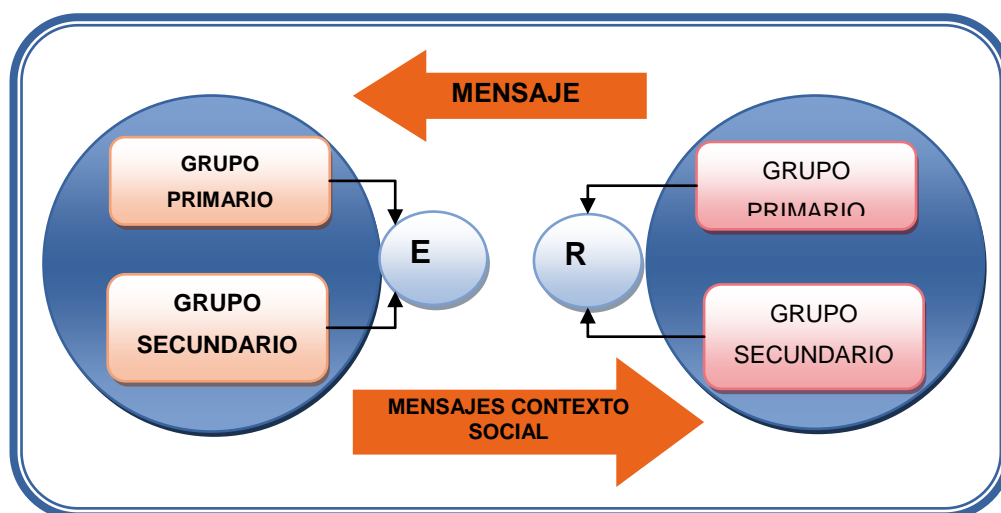 MENSAJE
GRUPO
PRIMARIO
E
GRUPO
SECUNDARIO
R
GRUPO
PRIMARIO
GRUPO
SECUNDARIO
MENSAJES CONTEXTO
SOCIAL